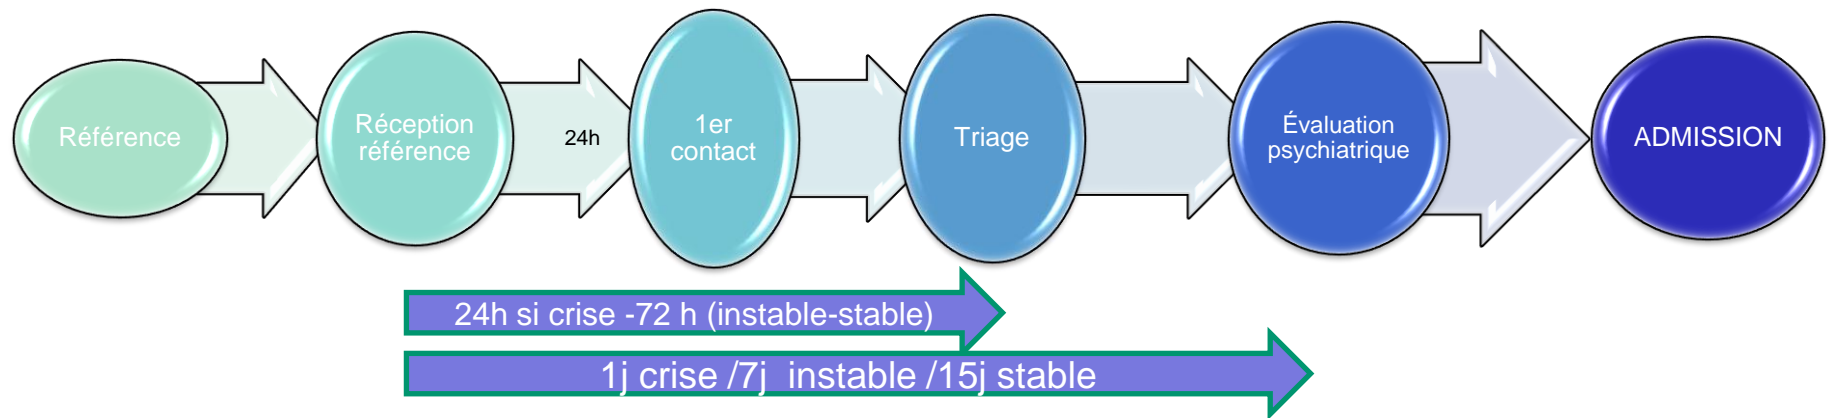 Référence
Réception
référence
24h
1er
contact
Triage
Évaluation
psychiatrique
ADMISSION
24h si crise -72 h (instable-stable)
1j crise /7j  instable /15j stable